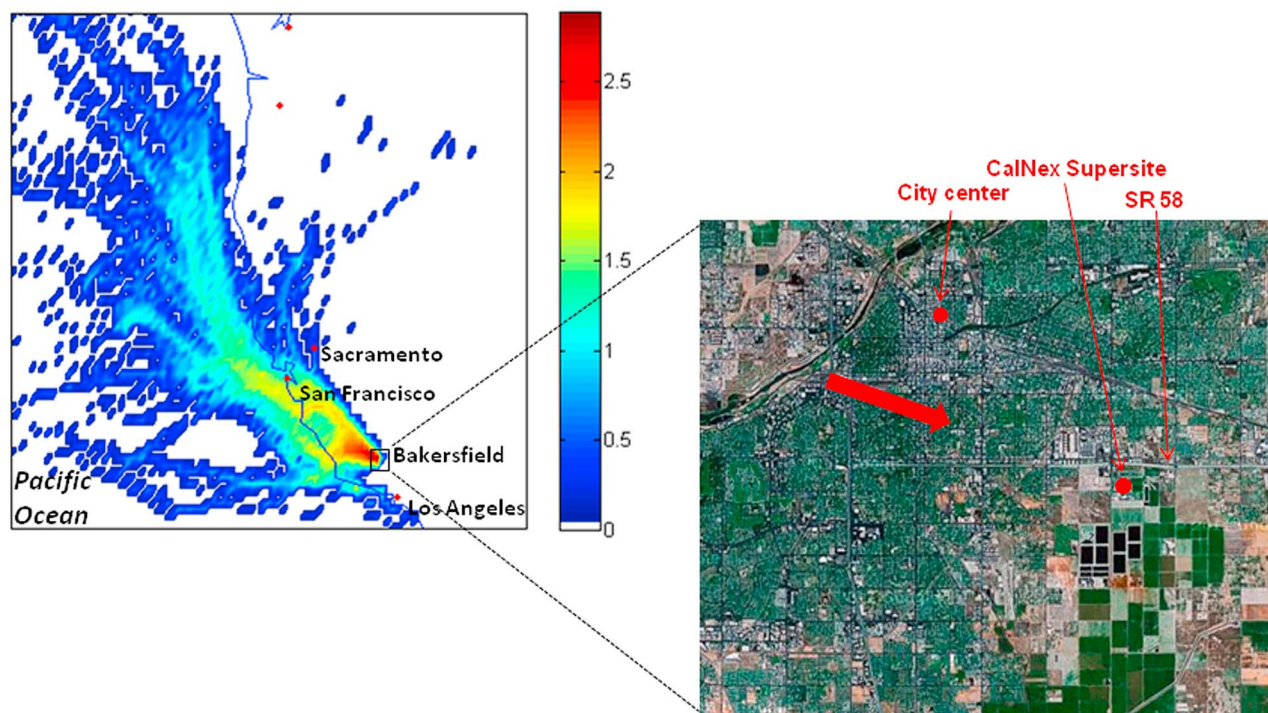 2.5
2
1.5
1
0.5
0
Sacramento
San Francisco
Bakersfield
Los Angeles
Pacific
Ocean
CalNex Supersite
City center
SR 58